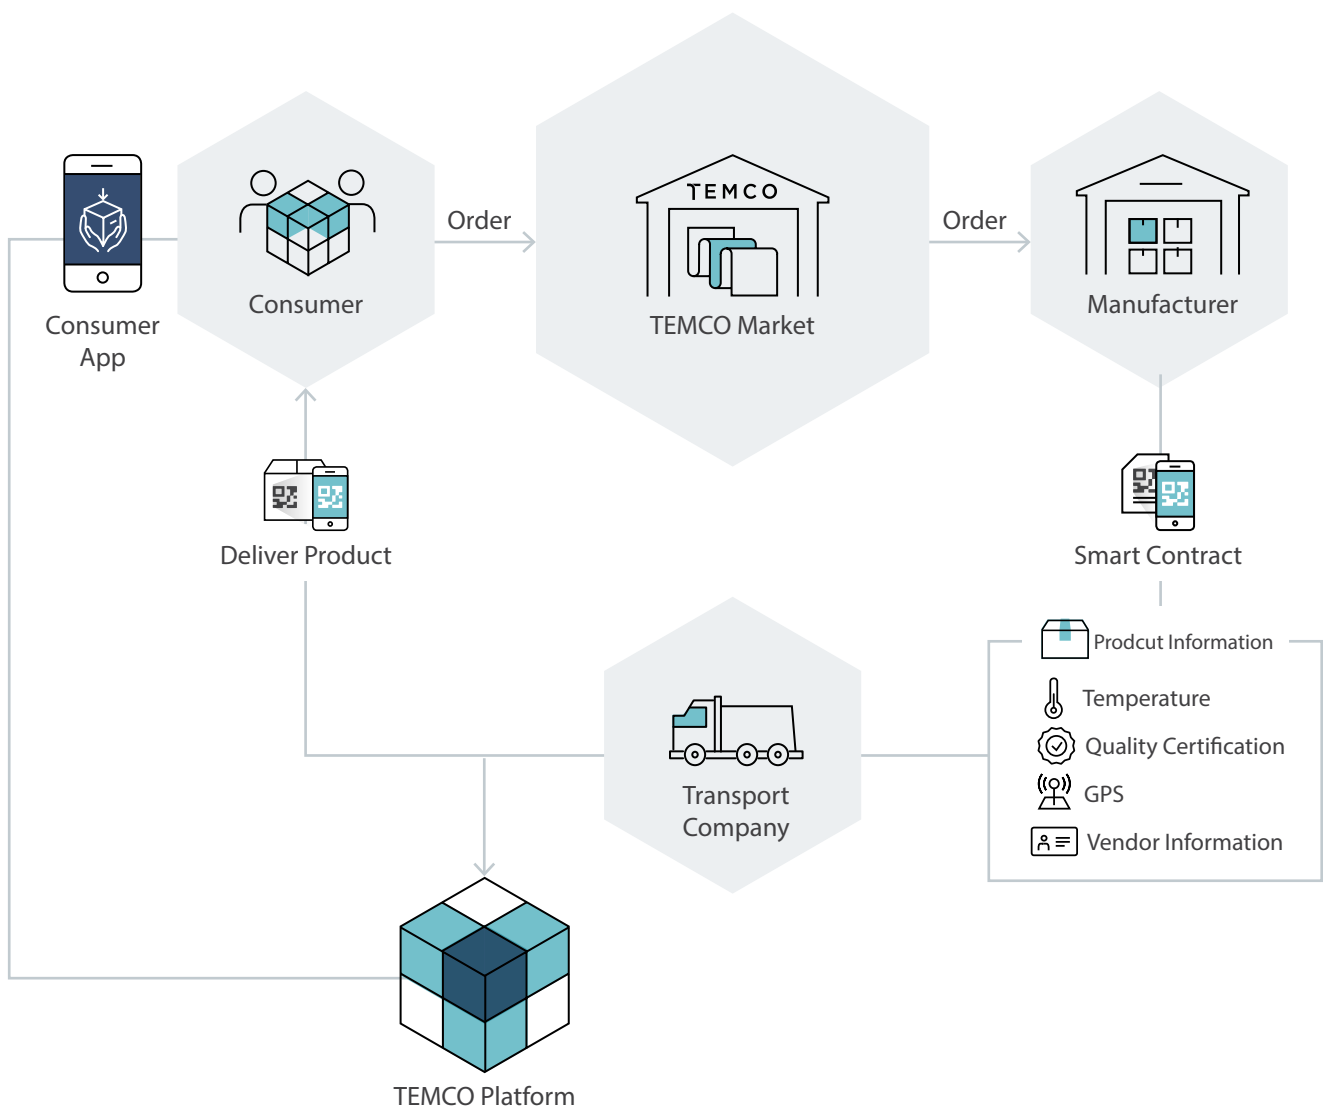 TEMCO
Order
Order
Consumer
TEMCO Market
Manufacturer
Consumer
App
Deliver Product
Smart Contract
Prodcut Information
Temperature
Quality Certification
GPS
Vendor Information
Transport
Company
TEMCO Platform